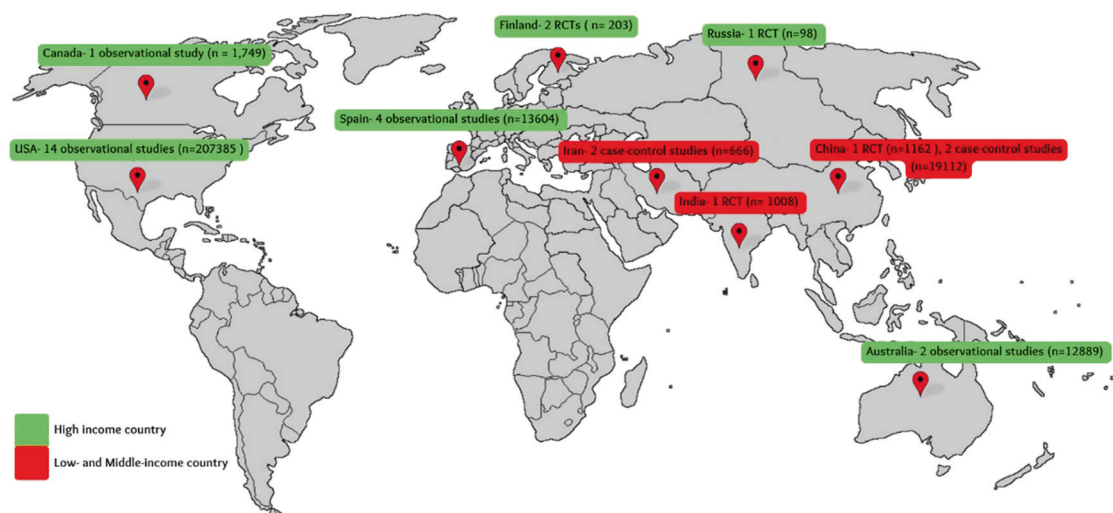 Finland- 2 RCTs ( n= 203)
Russia- 1 RCT (n=98)
Canada- 1 observational study (n = 1,749)
Spain- 4 observational studies (n=13604)
USA- 14 observational studies (n=207385 )
Iran- 2 case-control studies (n=666)
China- 1 RCT (n=1162 ), 2 case-control studies
(n=19112)
India- 1 RCT (n= 1008)
Australia- 2 observational studies (n=12889)
High income country
Low- and Middle-income country